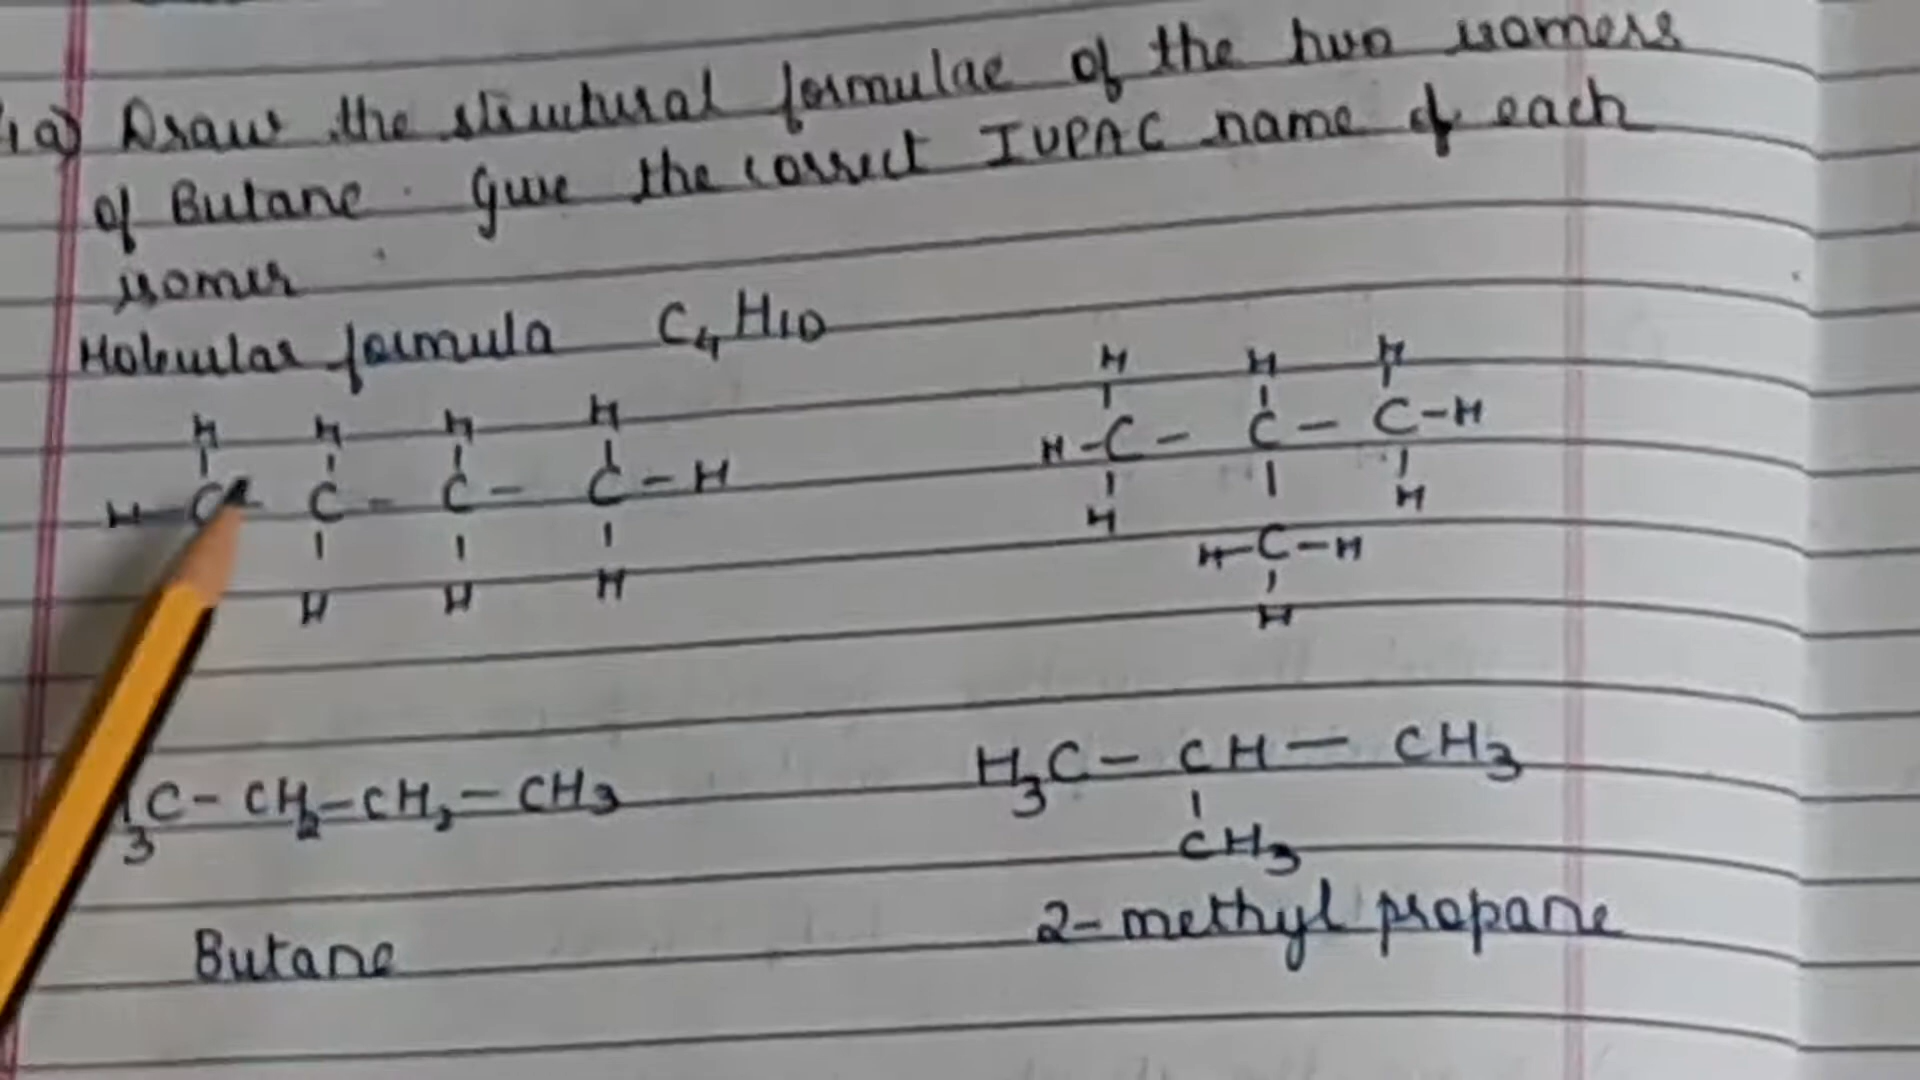 1a) Draw the structural formulae of the two isomers
of Butane. Give the correct IUPAC name of each
isomer
Molecular formula C4H10
H H H H
H-C-C-C-C-H
H H H
H H H
H-C-C-C-H
H H
H-C-H
H
3C-CH2-CH2-CH3
H3C-CH-CH3
CH3
Butane
2-methyl propane